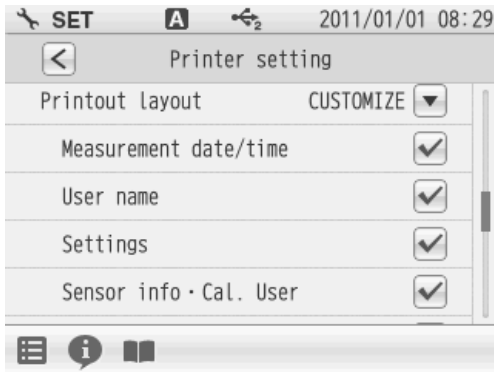 SET A 2 2011/01/01 08:29
<
Printer setting
Printout layout CUSTOMIZE
Measurement date/time
User name
Settings
Sensor info・Cal. User